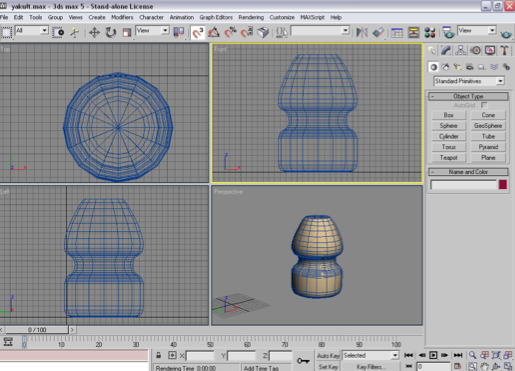 yakult.max - 3ds max 5 - Stand-alone License
File Edit Tools Group Views Create Modifiers Character Animation Graph Editors Rendering Customize MAXScript Help
All View View
Top
Front
Left
Perspective
Standard Primitives
- Object Type
AutoGrid
Box Cone
Sphere GeoSphere
Cylinder Tube
Torus Pyramid
Teapot Plane
- Name and Color
< 0 / 100 >
0 10 20 30 40 50 60 70 80 90 100
X Y Z Auto Key Selected
Rendering Time 0:00:00 Add Time Tag Set Key Key Filters... 0